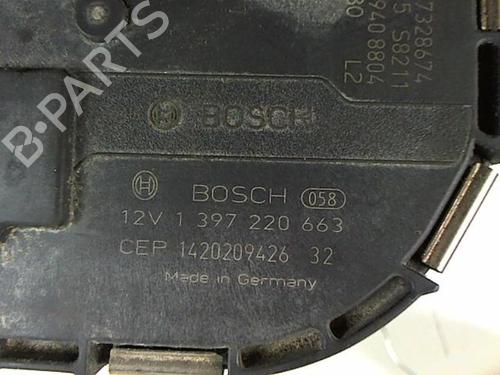 7328674
5 S8211
9408804
L2
BOSCH
BOSCH 058
12V 1 397 220 663
CEP 1420209426 32
Made in Germany
B-PARTS